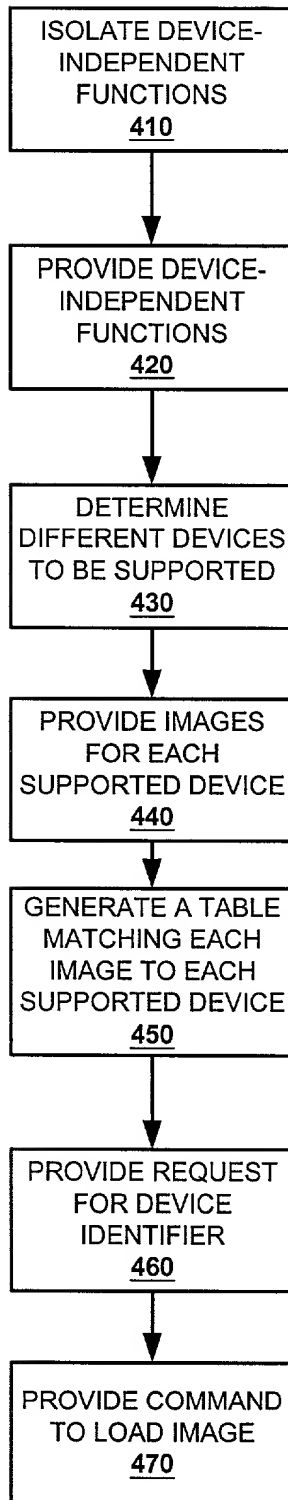 ISOLATE DEVICE-
INDEPENDENT
FUNCTIONS
410
PROVIDE DEVICE-
INDEPENDENT
FUNCTIONS
420
DETERMINE
DIFFERENT DEVICES
TO BE SUPPORTED
430
PROVIDE IMAGES
FOR EACH
SUPPORTED DEVICE
440
GENERATE A TABLE
MATCHING EACH
IMAGE TO EACH
SUPPORTED DEVICE
450
PROVIDE REQUEST
FOR DEVICE
IDENTIFIER
460
PROVIDE COMMAND
TO LOAD IMAGE
470